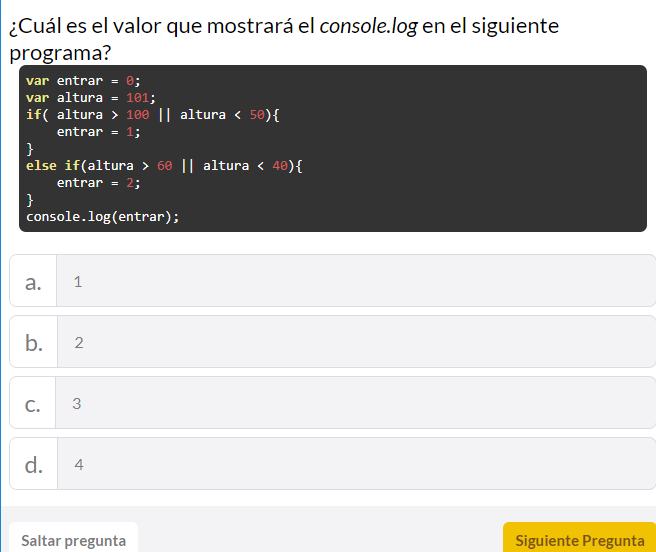 ¿Cuál es el valor que mostrará el console.log en el siguiente
programa?
var entrar = 0;
var altura = 101;
if( altura > 100 || altura < 50){
    entrar = 1;
}
else if(altura > 60 || altura < 40){
    entrar = 2;
}
console.log(entrar);
a. 1
b. 2
c. 3
d. 4
Saltar pregunta Siguiente Pregunta